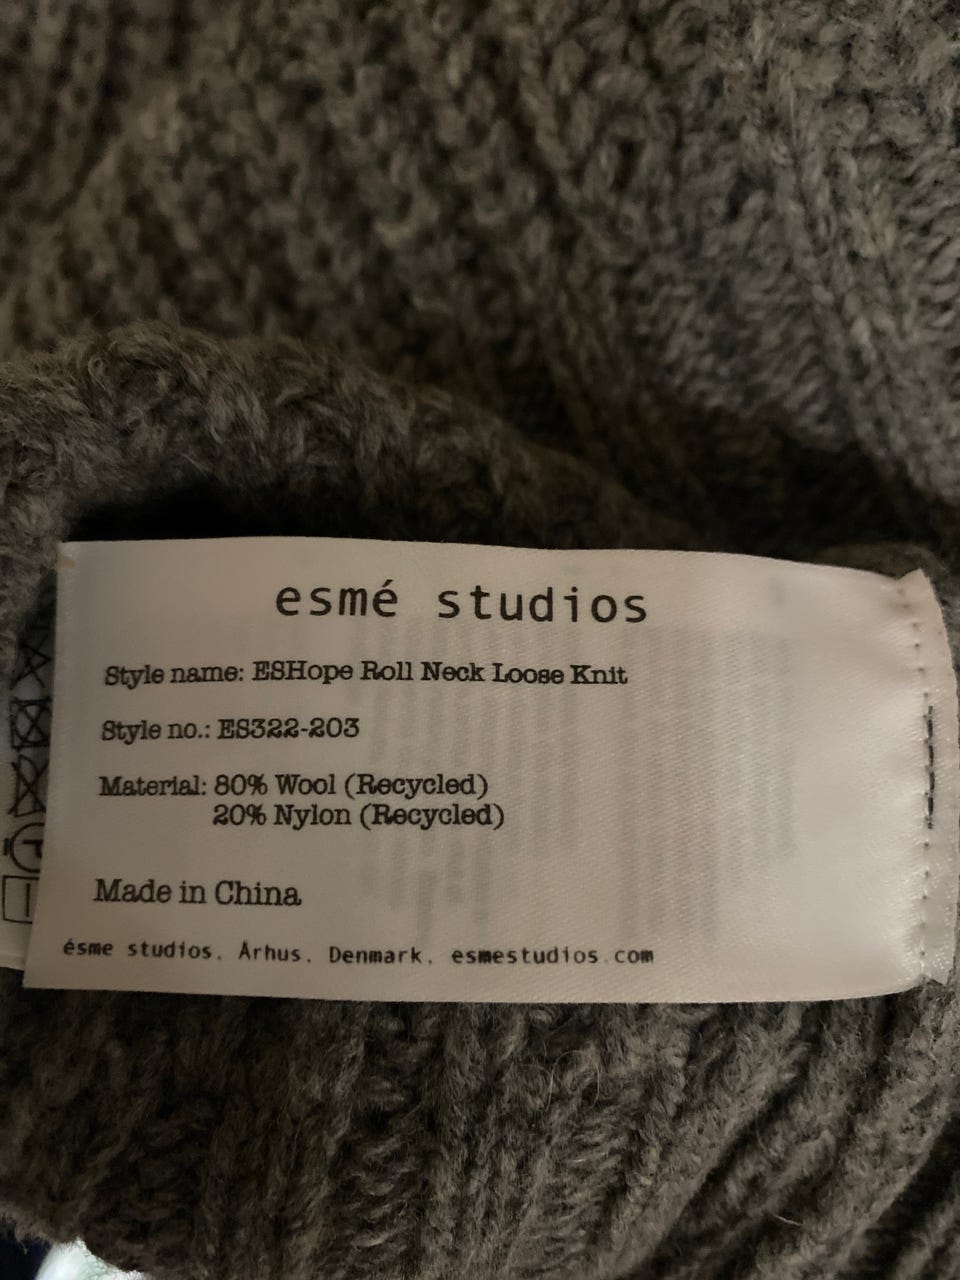 esmé studios
Style name: ESHope Roll Neck Loose Knit
Style no.: ES322-203
Material: 80% Wool (Recycled)
20% Nylon (Recycled)
Made in China
ésme studios, Århus, Denmark, esmestudios.com